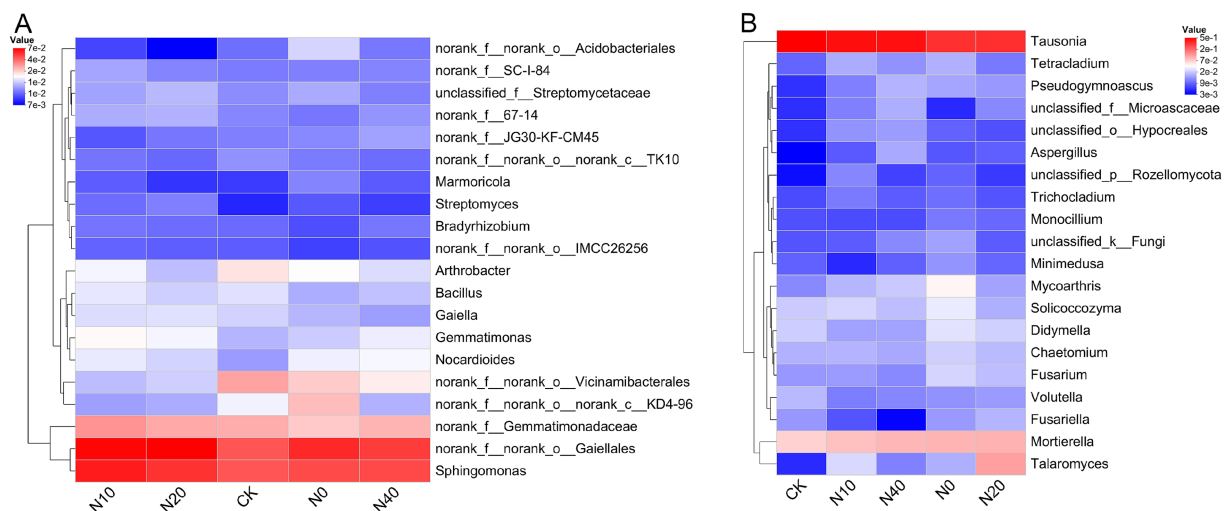 A
Value
7e-2
4e-2
2e-2
1e-2
7e-3
norank_f__norank_o__Acidobacteriales
norank_f__SC-I-84
unclassified_f__Streptomycetaceae
norank_f__67-14
norank_f__JG30-KF-CM45
norank_f__norank_o__norank_c__TK10
Marmoricola
Streptomyces
Bradyrhizobium
norank_f__norank_o__IMCC26256
Arthrobacter
Bacillus
Gaiella
Gemmatimonas
Nocardioides
norank_f__norank_o__Vicinamibacterales
norank_f__norank_o__norank_c__KD4-96
norank_f__Gemmatimonadaceae
norank_f__norank_o__Gaiellales
Sphingomonas
N10 N20 CK N0 N40
B
Value
5e-1
2e-1
7e-2
2e-2
9e-3
3e-3
Tausonia
Tetracladium
Pseudogymnoascus
unclassified_f__Microascaceae
unclassified_o__Hypocreales
Aspergillus
unclassified_p__Rozellomycota
Trichocladium
Monocillium
unclassified_k__Fungi
Minimedusa
Mycoarthris
Solicoccozyma
Didymella
Chaetomium
Fusarium
Volutella
Fusariella
Mortierella
Talaromyces
CK N10 N40 N0 N20